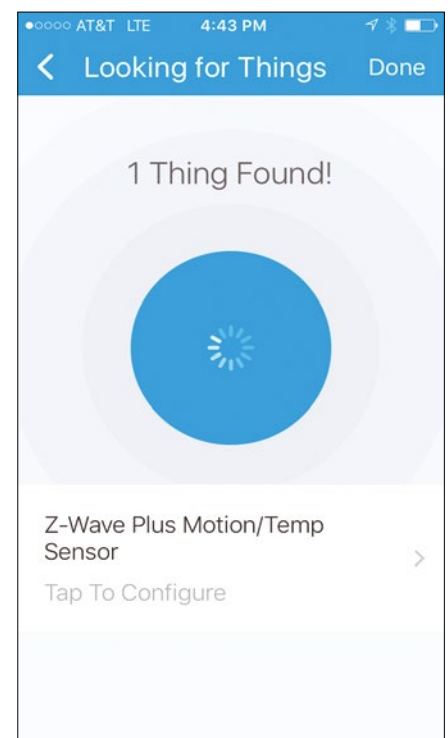 AT&T LTE 4:43 PM
Looking for Things Done
1 Thing Found!
Z-Wave Plus Motion/Temp
Sensor
Tap To Configure